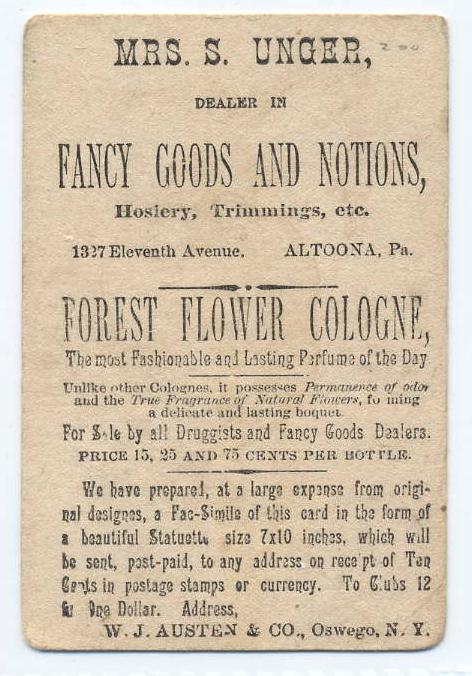 MRS. S. UNGER,
200
DEALER IN
FANCY GOODS AND NOTIONS,
Hosiery, Trimmings, etc.
1327 Eleventh Avenue, ALTOONA, Pa.
FOREST FLOWER COLOGNE,
The most Fashionable and Lasting Perfume of the Day
Unlike other Colognes, it possesses Permanence of odor
and the True Fragrance of Natural Flowers, fo ming
a delicate and lasting boquet.
For Sale by all Druggists and Fancy Goods Dealers.
PRICE 15, 25 AND 75 CENTS PER BOTTLE.
We have prepared, at a large expense from origi-
nal designes, a Fac-Simile of this card in the form of
a beautiful Statuette size 7x10 inches, which will
be sent, post-paid, to any address on receipt of Ten
Cents in postage stamps or currency. To Clubs 12
for One Dollar. Address,
W. J. AUSTEN & CO., Oswego, N. Y.